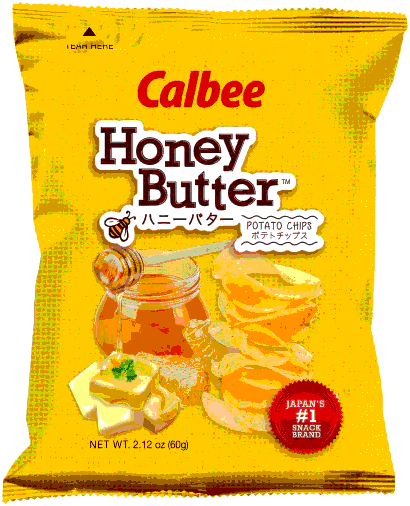 TEAR HERE
Calbee
Honey
Butter™
ハニーバター
POTATO CHIPS
ポテトチップス
JAPAN'S
#1
SNACK
BRAND
NET WT. 2.12 oz (60g)